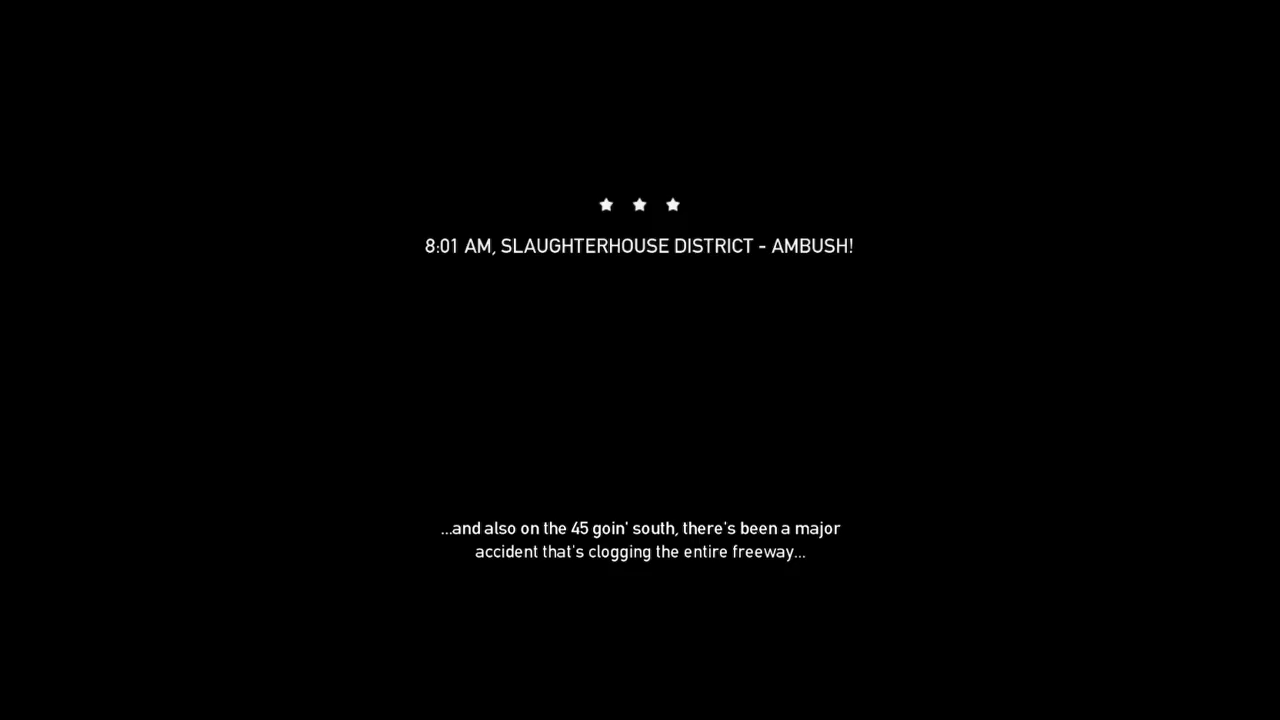 8:01 AM, SLAUGHTERHOUSE DISTRICT - AMBUSH!
...and also on the 45 goin' south, there's been a major
accident that's clogging the entire freeway...